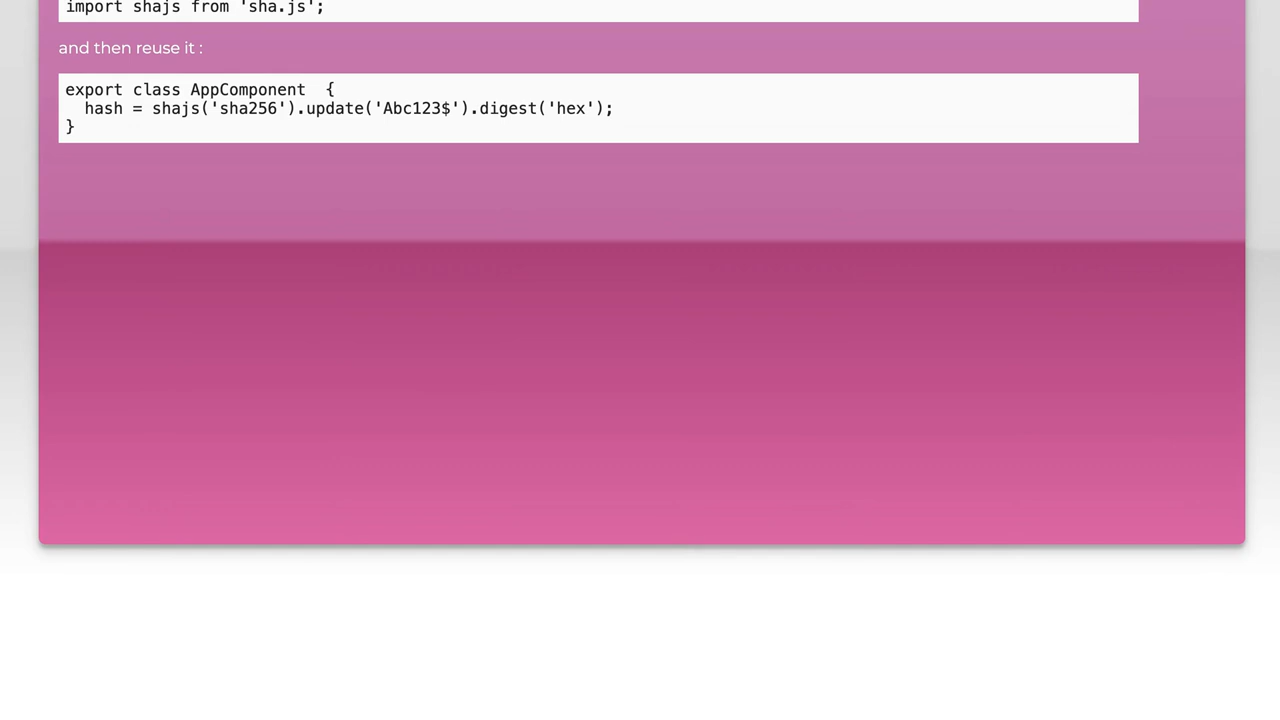 import shajs from 'sha.js';
and then reuse it :
export class AppComponent  {
  hash = shajs('sha256').update('Abc123$').digest('hex');
}